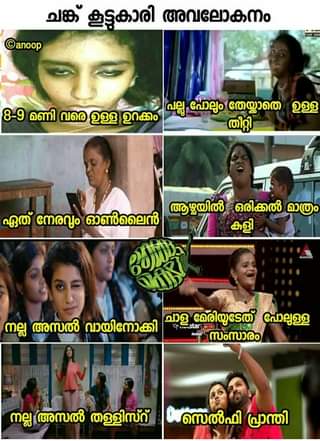 ചങ്ക് കൂട്ടുകാരി അവലോകനം
©anoop
8-9 മണി വരെ ഉള്ള ഉറക്കം
പല്ലു പോലും തേയ്ക്കാതെ ഉള്ള
തീറ്റി
ഏത് നേരവും ഓൺലൈൻ
ആഴ്ചയിൽ ഒരിക്കൽ മാത്രം
കുളി
നല്ല അസൽ വായിനോക്കി
ചാള മേരിയുടേത് പോലുള്ള
സംസാരം
നല്ല അസൽ തള്ളിസ്റ്
സെൽഫി പ്രാന്തി